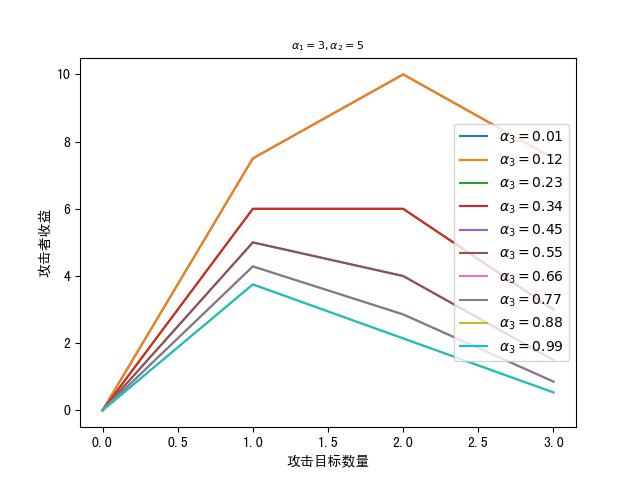 α₁ = 3, α₂ = 5
攻击者收益
10
8
6
4
2
0
α₃ = 0.01
α₃ = 0.12
α₃ = 0.23
α₃ = 0.34
α₃ = 0.45
α₃ = 0.55
α₃ = 0.66
α₃ = 0.77
α₃ = 0.88
α₃ = 0.99
0.0 0.5 1.0 1.5 2.0 2.5 3.0
攻击目标数量